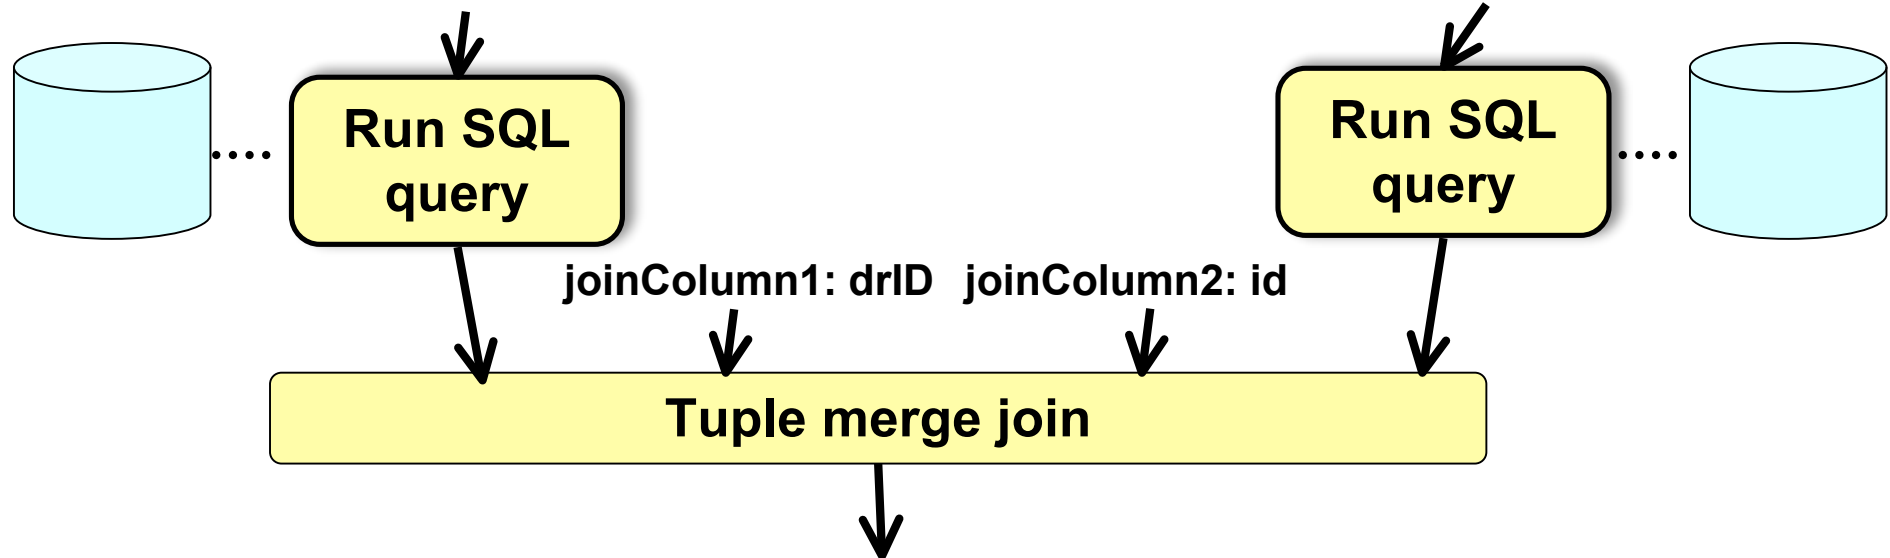 Run SQL
query
Run SQL
query
joinColumn1: drID joinColumn2: id
Tuple merge join